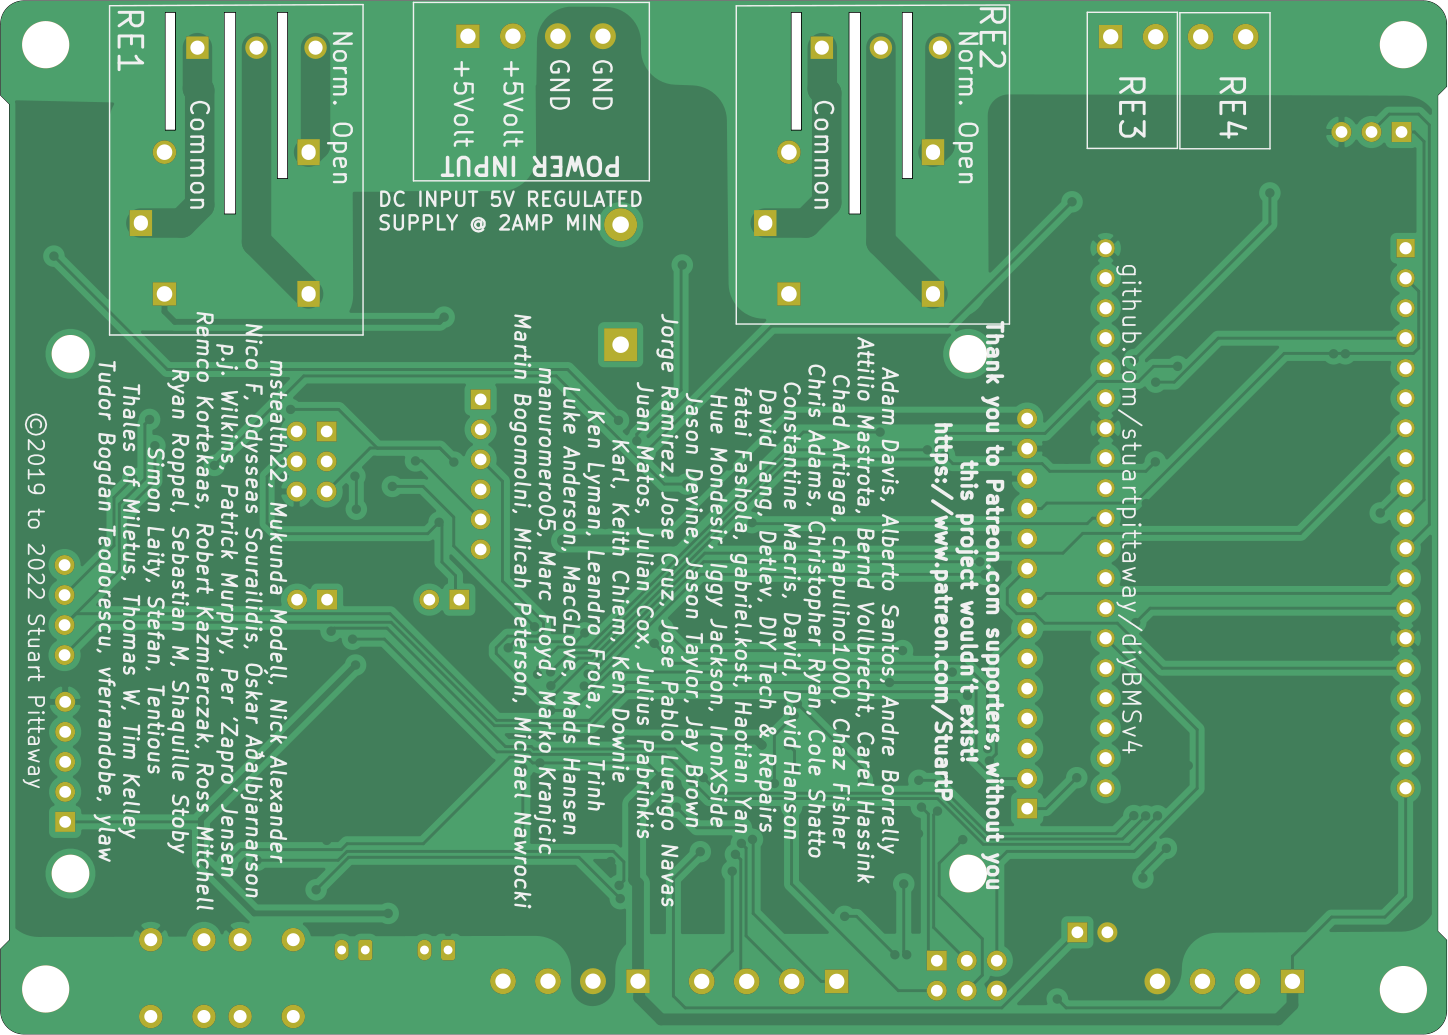 RE1
Norm. Open
Common
+5Volt
+5Volt
GND
GND
POWER INPUT
DC INPUT 5V REGULATED
SUPPLY @ 2AMP MIN
RE2
Norm. Open
Common
RE3
RE4
github.com/stuartpittaway/diyBMSv4
Thank you to Patreon.com supporters, without you
this project wouldn't exist!
https://www.patreon.com/StuartP
Adam Davis, Alberto Santos, Andre Borrelly
Attilio Mastrota, Bernd Vollbrecht, Carel Hassink
Chad Arteaga, chapulino1000, Chaz Fisher
Chris Adams, Christopher Ryan, Cole Shatto
Constantine Macris, David, David Hanson
David Lang, Detlev, DIY Tech & Repairs
fatai Fashola, gabriel.kost, Haotian Yan
Hue Mondesi, Iggy Jackson, IronXSide
Jason Devine, Jason Taylor, Jay Brown
Jorge Ramirez, Jose Cruz, Jose Pablo Luengo Navas
Juan Matos, Julian Cox, Julius Pabrinkis
Karl, Keith Chiem, Ken Downie
Ken Lyman, Leandro Frota, Lu Trinh
Luke Anderson, MacGlove, Mads Hansen
manuromero05, Marc Floyd, Marko Kranjcic
Martin Bogomolni, Micah Peterson, Michael Nawrocki
mstealth22, Mukunda Modell, Nick Alexander
Nico F, Odysseas Sourailidis, Óskar Aðalbjarnarson
p.j. Wilkins, Patrick Murphy, Per 'Zapro' Jensen
Remco Kortekaas, Robert Kazmierczak, Ross Mitchell
Ryan Roppel, Sebastian M, Shaquille Stoby
Simon Laity, Stefan, Tentious
Thales of Miletus, Thomas W, Tim Kelley
Tudor Bogdan Teodorescu, vierandobe, ylaw
©2019 to 2022 Stuart Pittaway